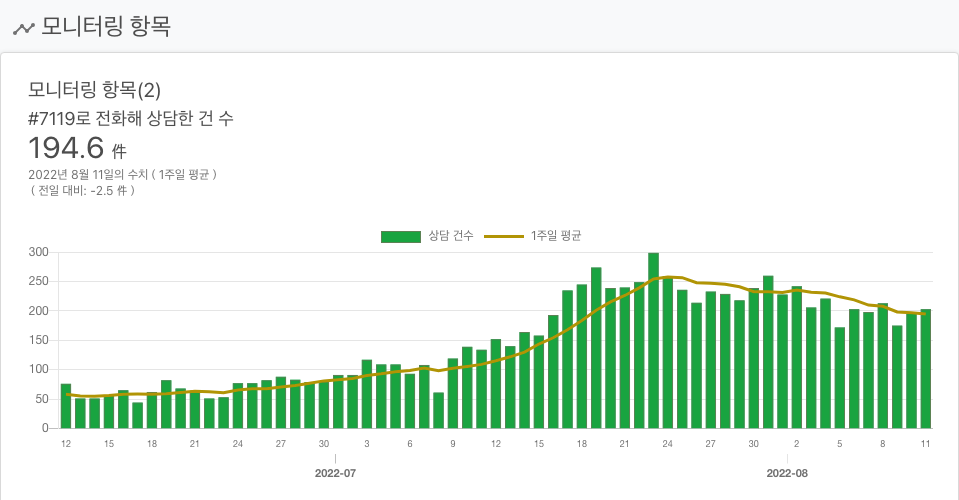 모니터링 항목
모니터링 항목(2)
#7119로 전화해 상담한 건 수
194.6 件
2022년 8월 11일의 수치 ( 1주일 평균 )
( 전일 대비: -2.5 件 )
상담 건수 1주일 평균
300
250
200
150
100
50
0
12 15 18 21 24 27 30 3 6 9 12 15 18 21 24 27 30 2 5 8 11
2022-07 2022-08